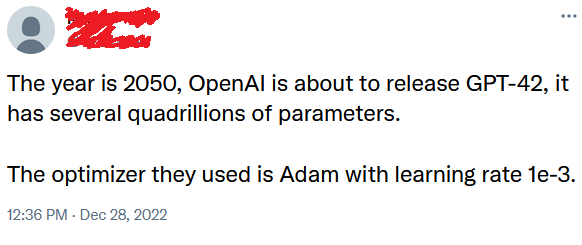 The year is 2050, OpenAI is about to release GPT-42, it
has several quadrillions of parameters.
The optimizer they used is Adam with learning rate 1e-3.
12:36 PM · Dec 28, 2022